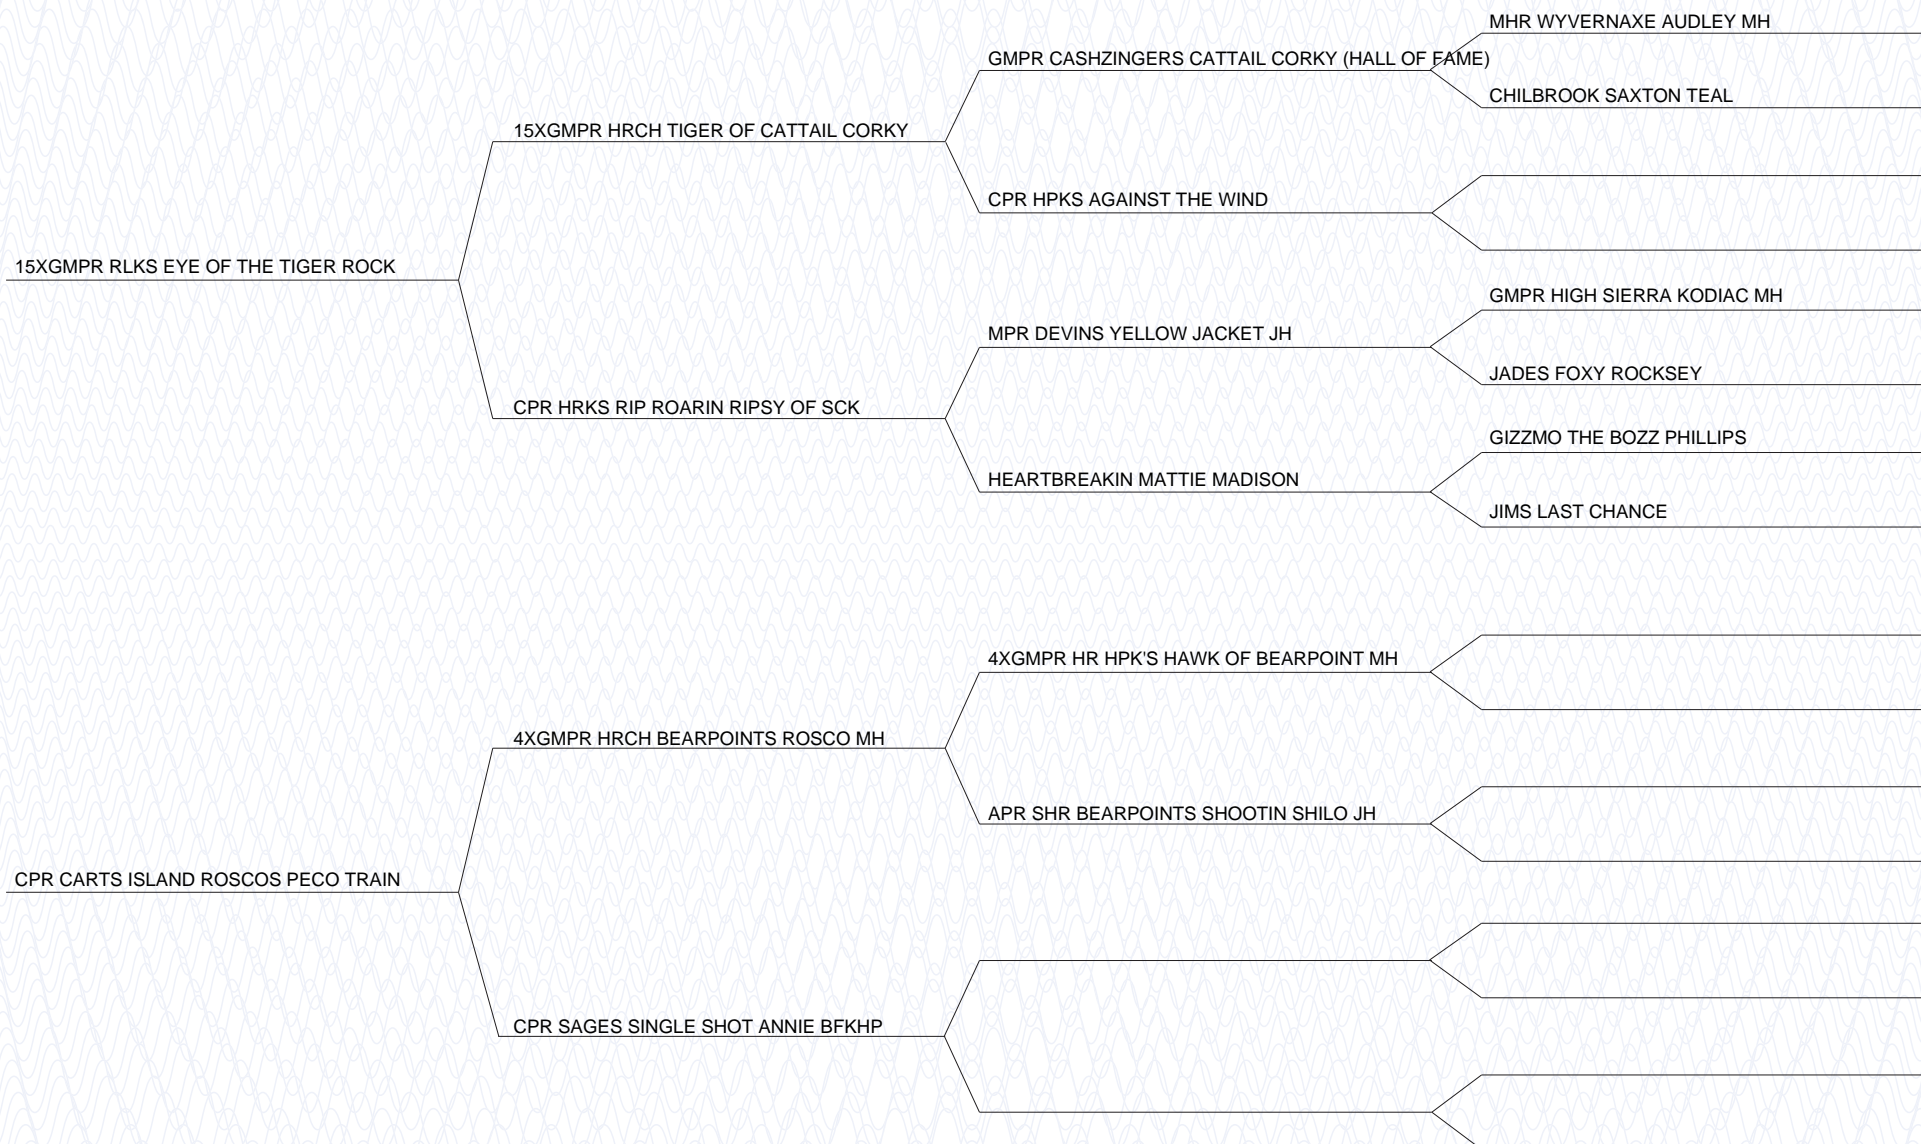 MHR WYVERNAXE AUDLEY MH
GMPR CASHZINGERS CATTAIL CORKY (HALL OF FAME)
CHILBROOK SAXTON TEAL
15XGMPR HRCH TIGER OF CATTAIL CORKY
CPR HPKS AGAINST THE WIND
15XGMPR RLKS EYE OF THE TIGER ROCK
GMPR HIGH SIERRA KODIAC MH
MPR DEVINS YELLOW JACKET JH
JADES FOXY ROCKSEY
CPR HRKS RIP ROARIN RIPSY OF SCK
GIZZMO THE BOZZ PHILLIPS
HEARTBREAKIN MATTIE MADISON
JIMS LAST CHANCE
4XGMPR HR HPK'S HAWK OF BEARPOINT MH
4XGMPR HRCH BEARPOINTS ROSCO MH
APR SHR BEARPOINTS SHOOTIN SHILO JH
CPR CARTS ISLAND ROSCOS PECO TRAIN
CPR SAGES SINGLE SHOT ANNIE BFKHP